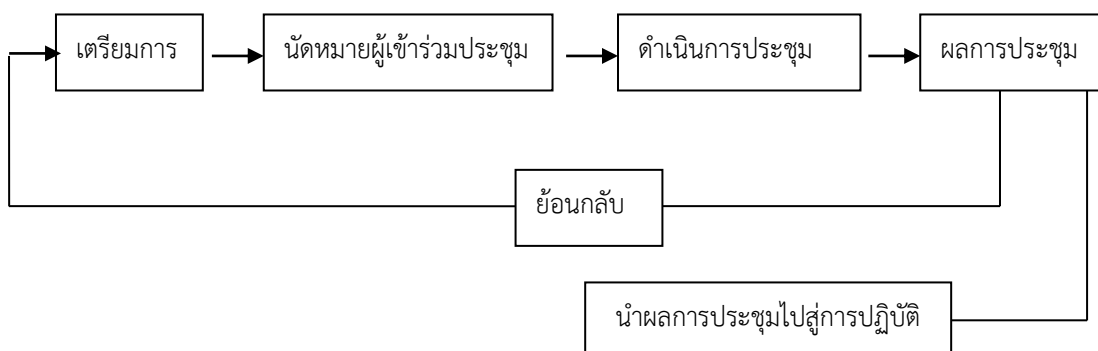 เตรียมการ
นัดหมายผู้เข้าร่วมประชุม
ดำเนินการประชุม
ผลการประชุม
ย้อนกลับ
นำผลการประชุมไปสู่การปฏิบัติ